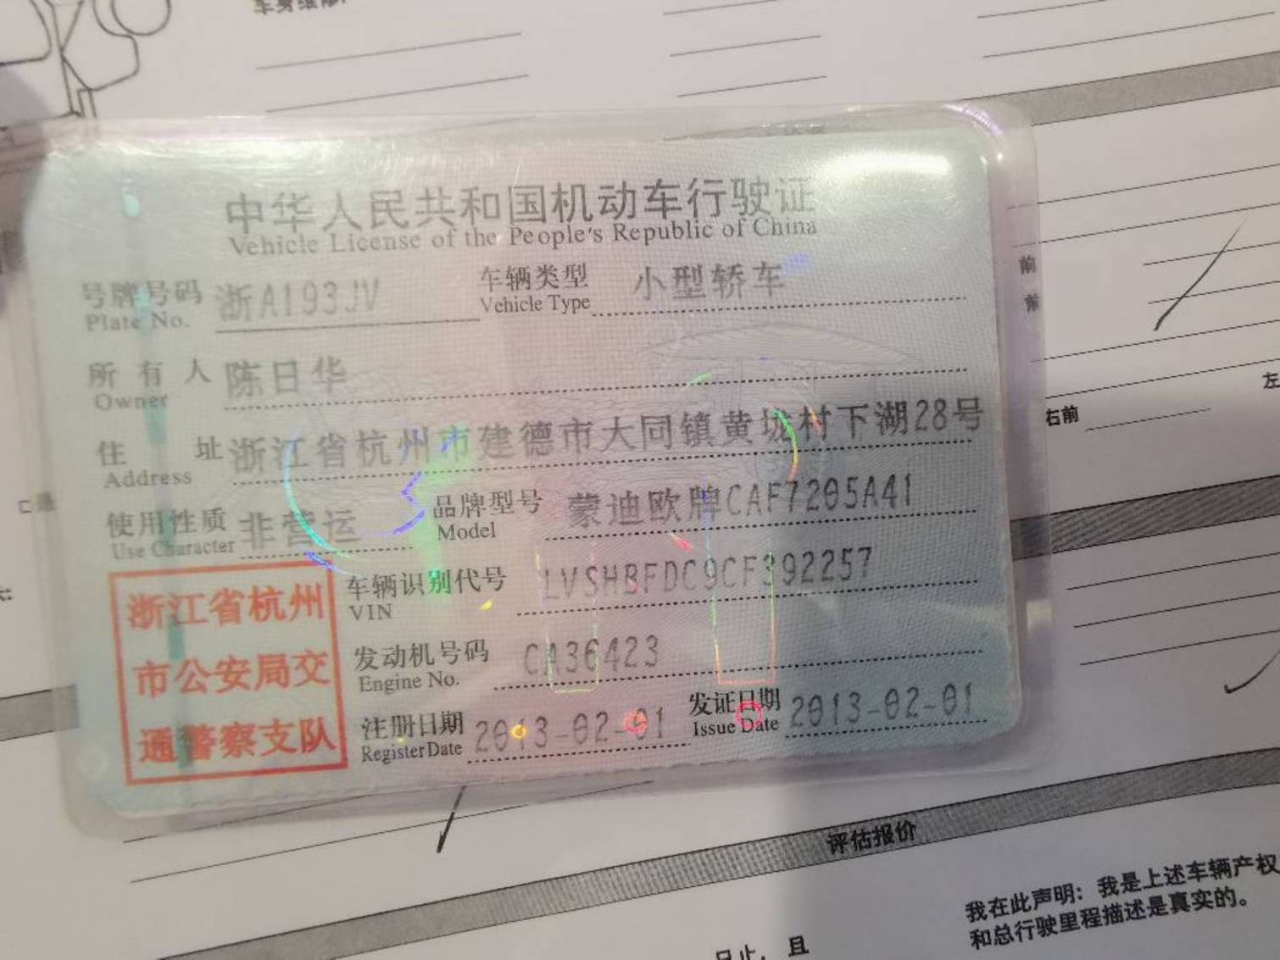 车身维修:
中华人民共和国机动车行驶证
Vehicle License of the People's Republic of China
号牌号码 浙A193JV 车辆类型 小型轿车
Plate No. Vehicle Type
所有人 陈日华
Owner
住址 浙江省杭州市建德市大同镇黄垅村下湖28号
Address
使用性质 非营运 品牌型号 蒙迪欧牌CAF7205A41
Use Character Model
浙江省杭州
市公安局交
通警察支队
车辆识别代号 LVSHBFDC9CF392257
VIN
发动机号码 CA36423
Engine No.
注册日期 2013-02-01 发证日期 2013-02-01
Register Date Issue Date
前
左
右前
评估报价
我在此声明：我是上述车辆产权
和总行驶里程描述是真实的。
且